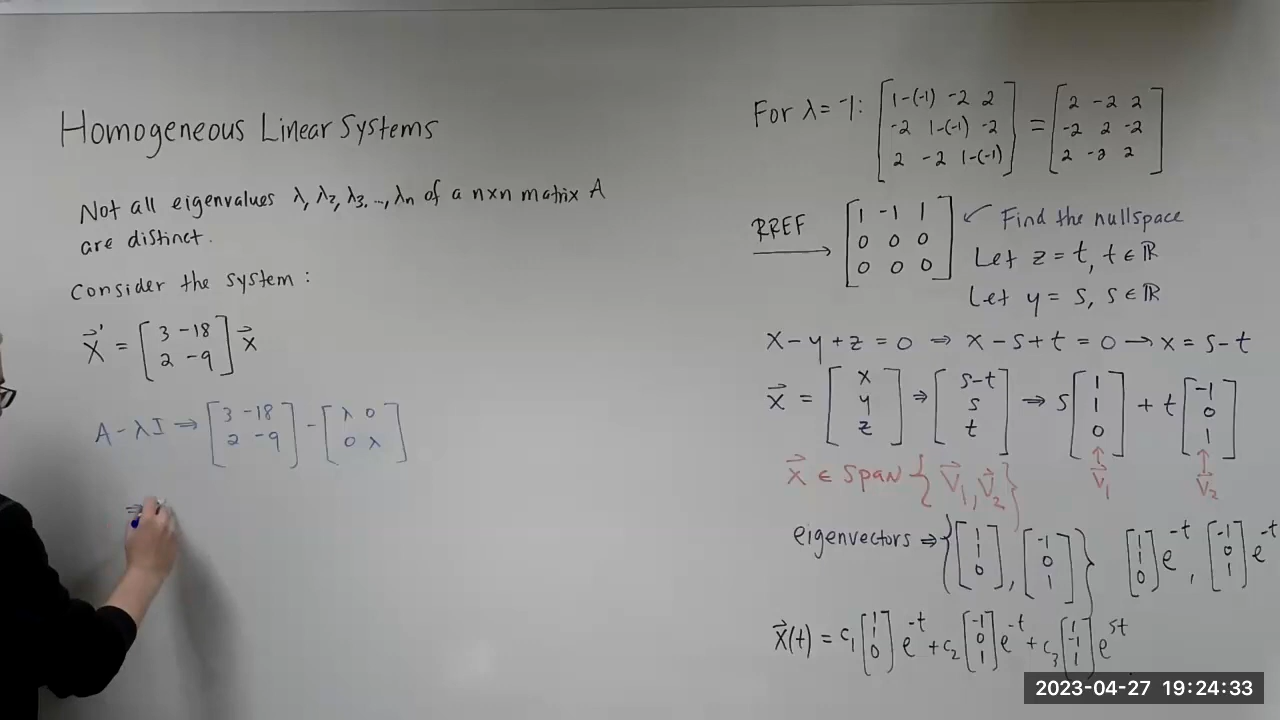 Homogeneous Linear Systems
Not all eigenvalues λ₁, λ₂, λ₃, ..., λn of a n×n matrix A
are distinct.
Consider the system:
x⃗' = [3 -18; 2 -9] x⃗
A - λI ⇒ [3 -18; 2 -9] - [λ 0; 0 λ]
⇒
For λ = -1: [1-(-1) -2 2; -2 1-(-1) -2; 2 -2 1-(-1)] = [2 -2 2; -2 2 -2; 2 -2 2]
RREF → [1 -1 1; 0 0 0; 0 0 0] ↙ Find the nullspace
Let z = t, t ∈ ℝ
Let y = s, s ∈ ℝ
x - y + z = 0 ⇒ x - s + t = 0 → x = s - t
x⃗ = [x; y; z] ⇒ [s-t; s; t] ⇒ s[1; 1; 0] + t[-1; 0; 1]
x⃗ ∈ span {v⃗₁, v⃗₂} ↑ v⃗₁ ↑ v⃗₂
eigenvectors ⇒ {[1; 1; 0], [-1; 0; 1]} [1; 1; 0]e^-t, [-1; 0; 1]e^-t
x⃗(t) = c₁[1; 1; 0]e^-t + c₂[-1; 0; 1]e^-t + c₃[1; -1; 1]e^5t
2023-04-27 19:24:33